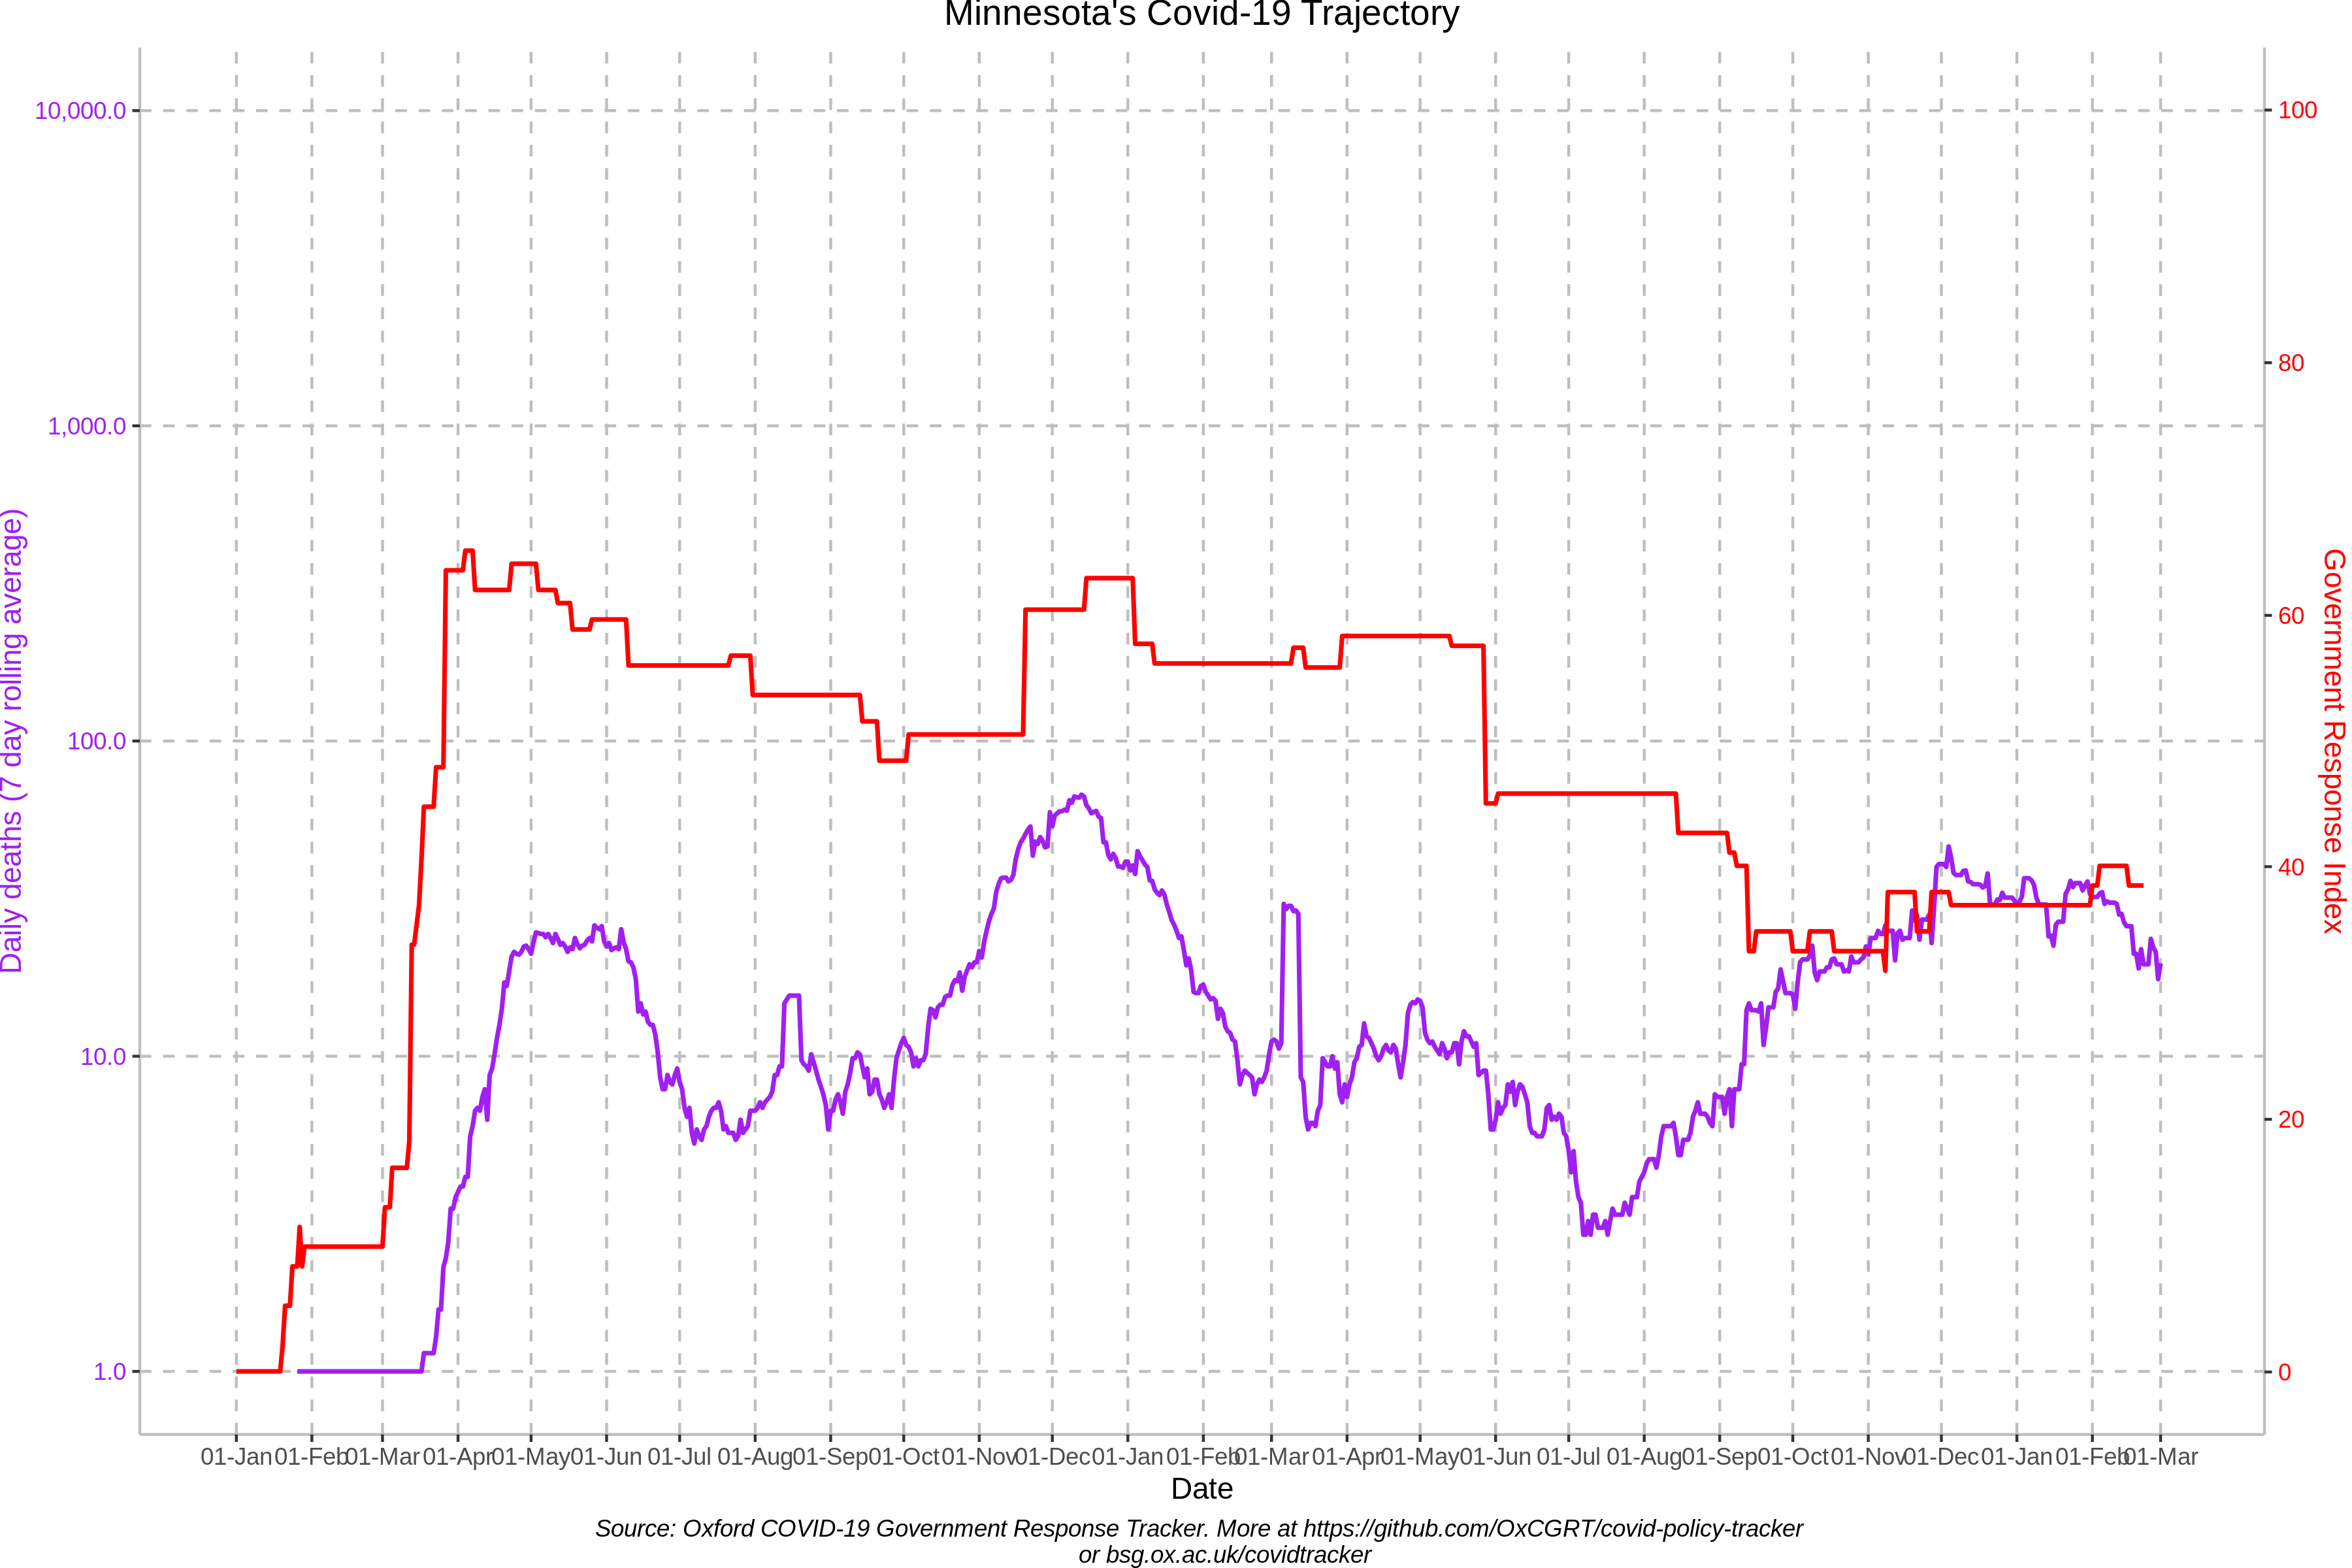 Minnesota's Covid-19 Trajectory
10,000.0
1,000.0
100.0
10.0
1.0
Daily deaths (7 day rolling average)
100
80
60
40
20
0
Government Response Index
01-Jan 01-Feb 01-Mar 01-Apr 01-May 01-Jun 01-Jul 01-Aug 01-Sep 01-Oct 01-Nov 01-Dec 01-Jan 01-Feb 01-Mar 01-Apr 01-May 01-Jun 01-Jul 01-Aug 01-Sep 01-Oct 01-Nov 01-Dec 01-Jan 01-Feb 01-Mar
Date
Source: Oxford COVID-19 Government Response Tracker. More at https://github.com/OxCGRT/covid-policy-tracker
or bsg.ox.ac.uk/covidtracker